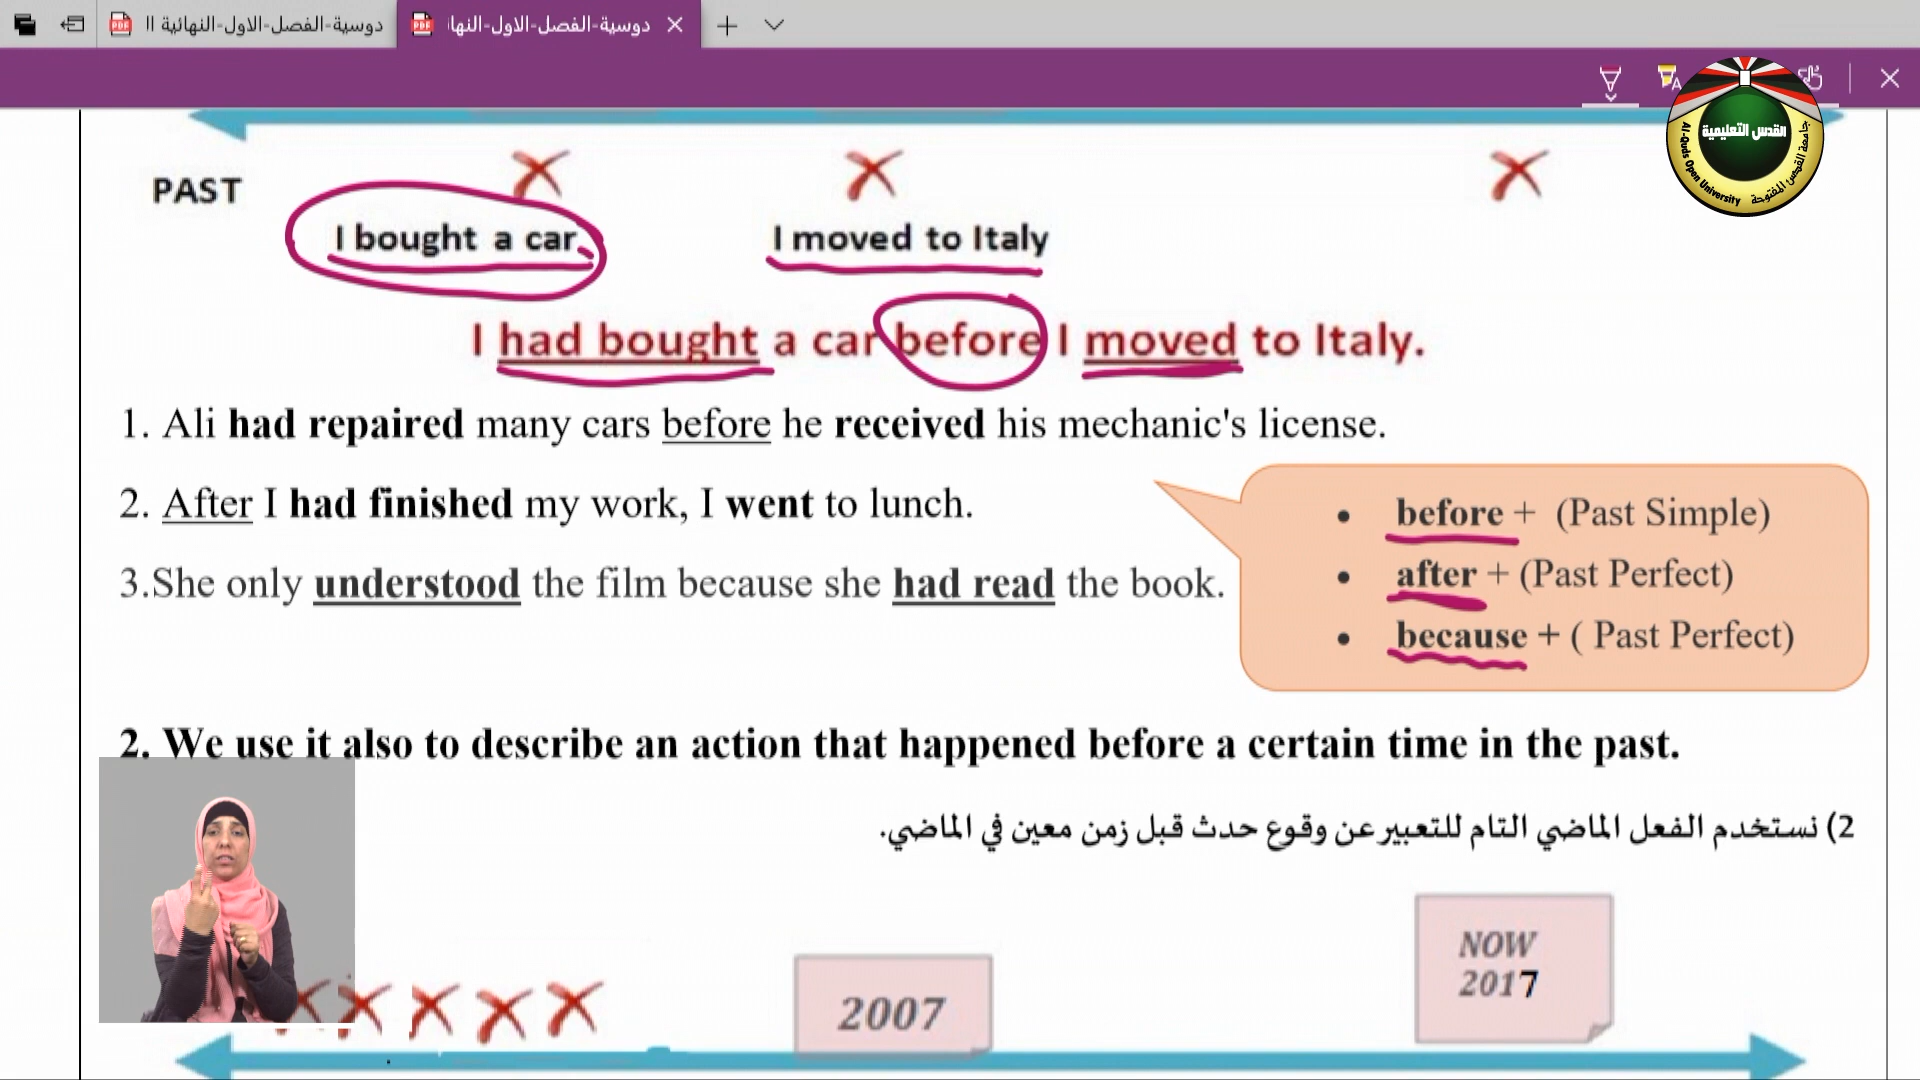 دوسية-الفصل-الاول-النهائية اا
دوسية-الفصل-الاول-النها
القدس التعليمية
Al-Quds Open University
جامعة القدس المفتوحة
PAST
I bought a car.
I moved to Italy
I had bought a car before I moved to Italy.
1. Ali had repaired many cars before he received his mechanic's license.
2. After I had finished my work, I went to lunch.
3.She only understood the film because she had read the book.
• before + (Past Simple)
• after + (Past Perfect)
• because + ( Past Perfect)
2. We use it also to describe an action that happened before a certain time in the past.
2) نستخدم الفعل الماضي التام للتعبير عن وقوع حدث قبل زمن معين في الماضي.
2007
NOW
2017